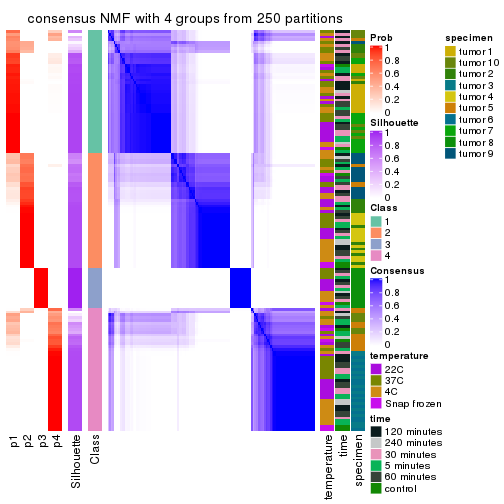 consensus NMF with 4 groups from 250 partitions
Prob
1
0.8
0.6
0.4
0.2
0
Silhouette
1
0.8
0.6
0.4
0.2
0
Class
1
2
3
4
Consensus
1
0.8
0.6
0.4
0.2
0
temperature
22C
37C
4C
Snap frozen
time
120 minutes
240 minutes
30 minutes
5 minutes
60 minutes
control
specimen
tumor 1
tumor 10
tumor 2
tumor 3
tumor 4
tumor 5
tumor 6
tumor 7
tumor 8
tumor 9
p1
p2
p3
p4
Silhouette
Class
temperature
time
specimen